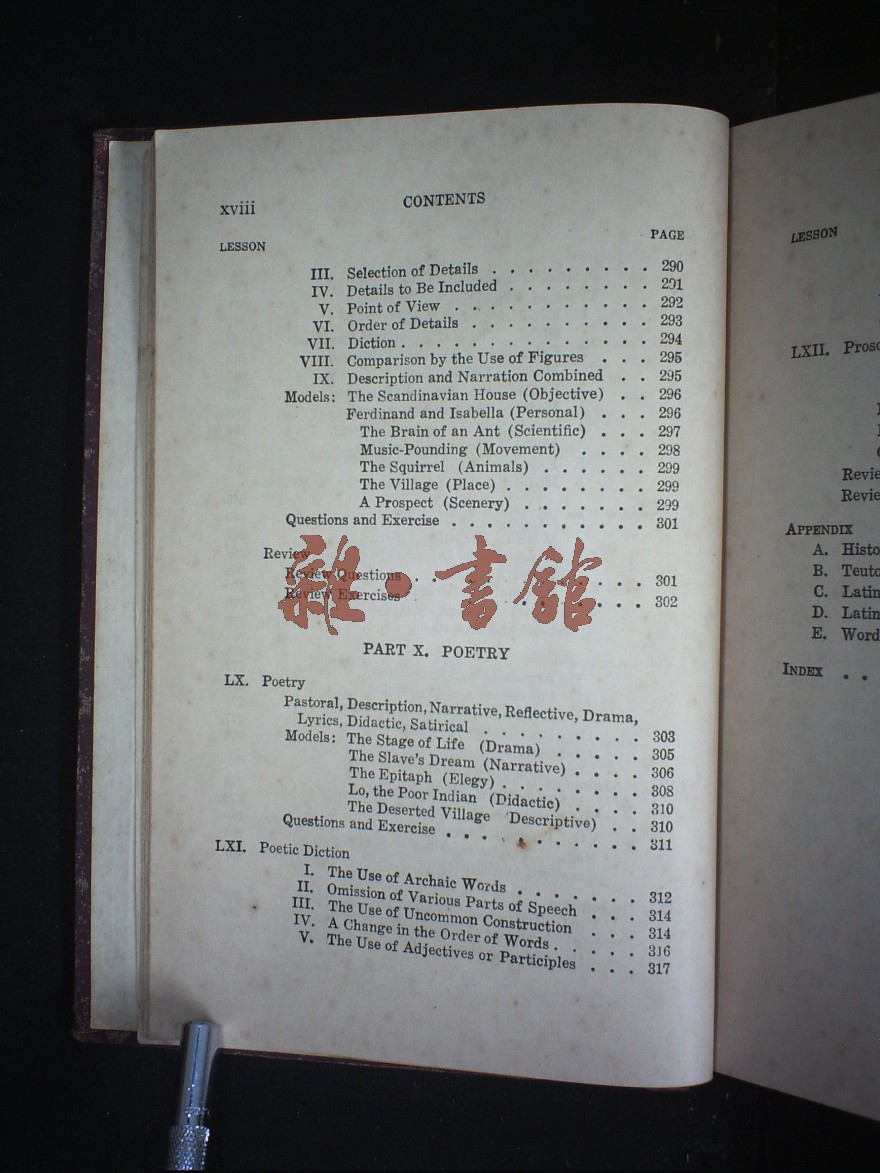 xviii
CONTENTS
LESSON
PAGE
III. Selection of Details . . . . . . . . . 290
IV. Details to Be Included . . . . . . . . 291
V. Point of View . . . . . . . . . . . 292
VI. Order of Details . . . . . . . . . . 293
VII. Diction . . . . . . . . . . . . . . 294
VIII. Comparison by the Use of Figures . . . 295
IX. Description and Narration Combined . . 295
Models: The Scandinavian House (Objective) . . 296
Ferdinand and Isabella (Personal) . . . 296
The Brain of an Ant (Scientific) . . . 297
Music-Pounding (Movement) . . . . 298
The Squirrel (Animals) . . . . . . 299
The Village (Place) . . . . . . . . 299
A Prospect (Scenery) . . . . . . . 299
Questions and Exercise . . . . . . . . . . . 301
Review
Review Questions . . . . . . . . . . . 301
Review Exercises . . . . . . . 302
雜·書舘
PART X. POETRY
LX. Poetry
Pastoral, Description, Narrative, Reflective, Drama,
Lyrics, Didactic, Satirical . . . . . . . . . 303
Models: The Stage of Life (Drama) . . . . . 305
The Slave's Dream (Narrative) . . . . 306
The Epitaph (Elegy) . . . . . . . . 308
Lo, the Poor Indian (Didactic) . . . . 310
The Deserted Village Descriptive) . . 310
Questions and Exercise . . . . . . . . . . . 311
LXI. Poetic Diction
I. The Use of Archaic Words . . . . . . . 312
II. Omission of Various Parts of Speech . . . 314
III. The Use of Uncommon Construction . . . 314
IV. A Change in the Order of Words . . . . . 316
V. The Use of Adjectives or Participles . . . 317
LESSON
LXII. Proso
Revie
Revie
APPENDIX
A. Histo
B. Teuto
C. Latin
D. Latin
E. Word
INDEX . .